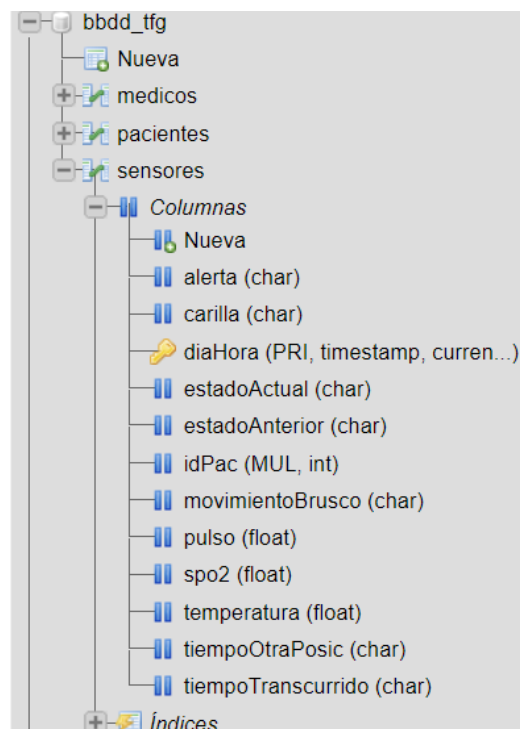 bbdd_tfg
Nueva
medicos
pacientes
sensores
Columnas
Nueva
alerta (char)
carilla (char)
diaHora (PRI, timestamp, curren...)
estadoActual (char)
estadoAnterior (char)
idPac (MUL, int)
movimientoBrusco (char)
pulso (float)
spo2 (float)
temperatura (float)
tiempoOtraPosic (char)
tiempoTranscurrido (char)
Índices